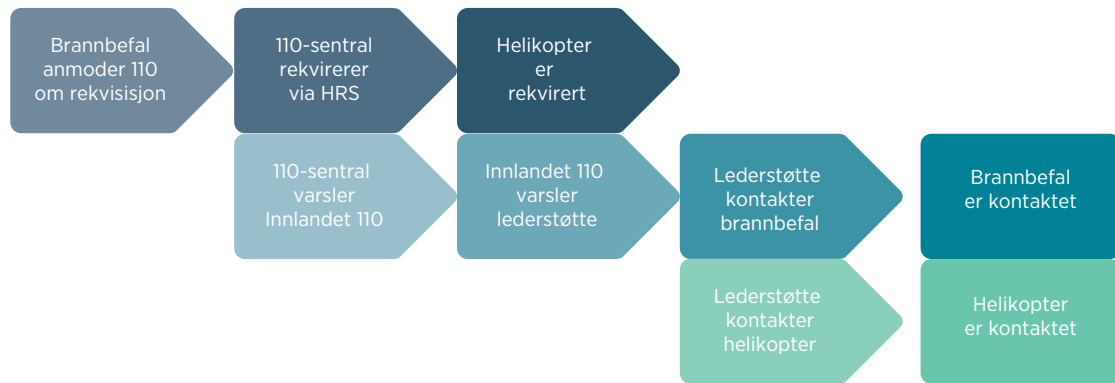 Brannbefal
anmoder 110
om rekvisisjon
110-sentral
rekvirerer
via HRS
Helikopter
er
rekvirert
110-sentral
varsler
Innlandet 110
Innlandet 110
varsler
lederstøtte
Lederstøtte
kontakter
brannbefal
Brannbefal
er kontaktet
Lederstøtte
kontakter
helikopter
Helikopter
er kontaktet